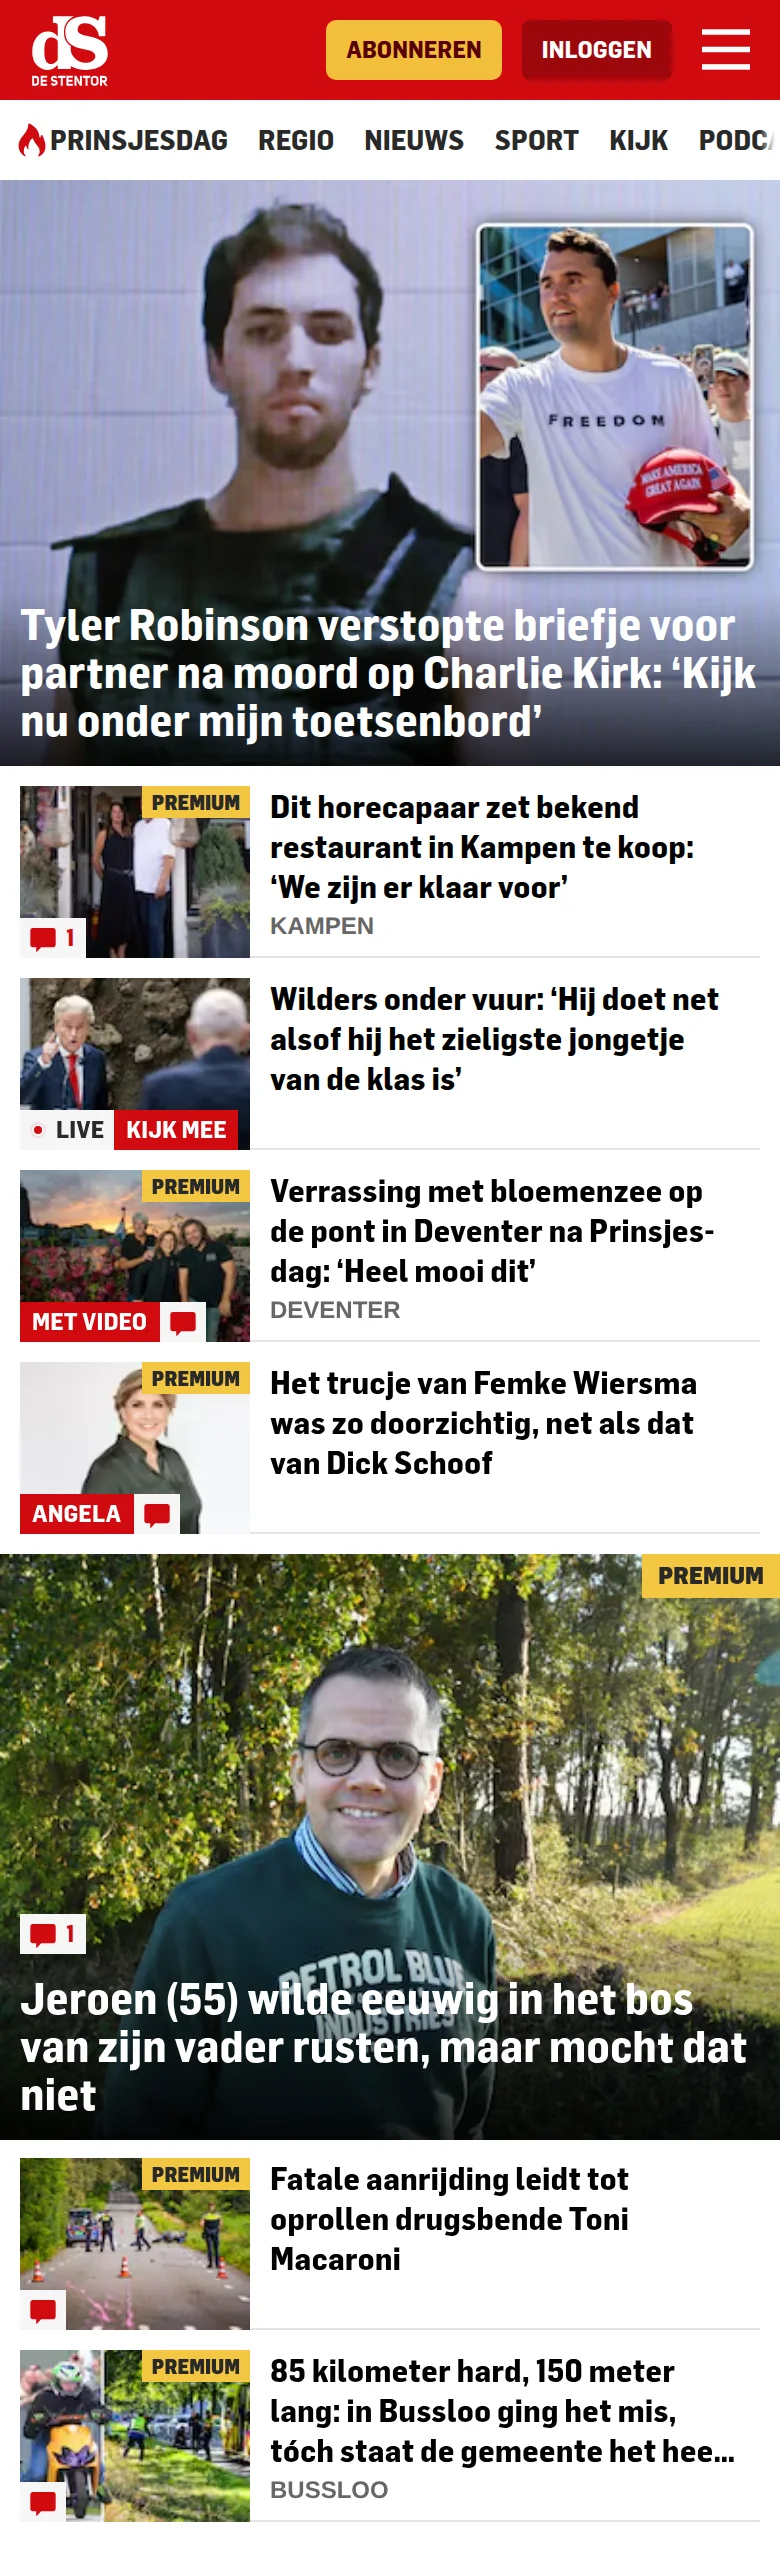 dS
DE STENTOR
ABONNEREN
INLOGGEN
PRINSJESDAG REGIO NIEUWS SPORT KIJK
FREEDOM
MAKE AMERICA
GREAT AGAIN
Tyler Robinson verstopte briefje voor
partner na moord op Charlie Kirk: ‘Kijk
nu onder mijn toetsenbord’
PREMIUM
1
Dit horecapaar zet bekend
restaurant in Kampen te koop:
‘We zijn er klaar voor’
KAMPEN
LIVE KIJK MEE
Wilders onder vuur: ‘Hij doet net
alsof hij het zieligste jongetje
van de klas is’
PREMIUM
MET VIDEO
Verrassing met bloemenzee op
de pont in Deventer na Prinsjes-
dag: ‘Heel mooi dit’
DEVENTER
PREMIUM
ANGELA
Het trucje van Femke Wiersma
was zo doorzichtig, net als dat
van Dick Schoof
PREMIUM
1
PETROL BLUE
INDUSTRIES
Jeroen (55) wilde eeuwig in het bos
van zijn vader rusten, maar mocht dat
niet
PREMIUM
Fatale aanrijding leidt tot
oprollen drugsbende Toni
Macaroni
PREMIUM
85 kilometer hard, 150 meter
lang: in Bussloo ging het mis,
tóch staat de gemeente het hee...
BUSSLOO